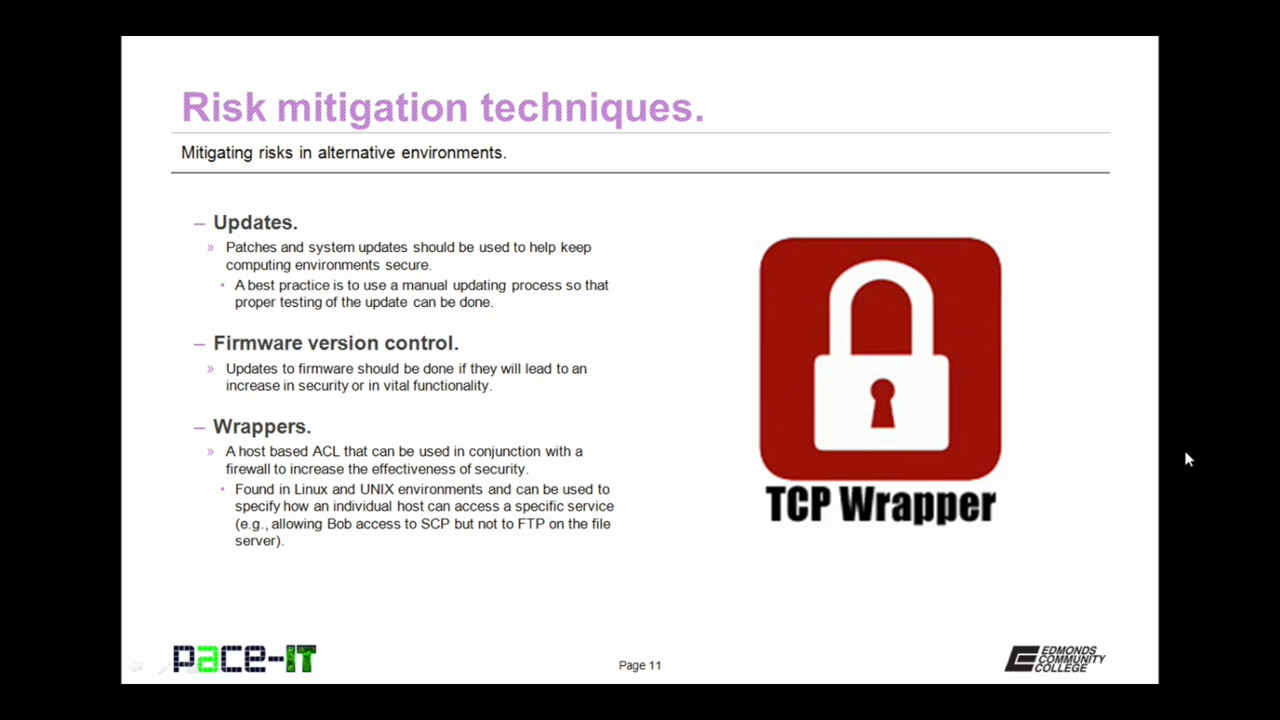 Risk mitigation techniques.
Mitigating risks in alternative environments.
– Updates.
» Patches and system updates should be used to help keep
computing environments secure.
• A best practice is to use a manual updating process so that
proper testing of the update can be done.
– Firmware version control.
» Updates to firmware should be done if they will lead to an
increase in security or in vital functionality.
– Wrappers.
» A host based ACL that can be used in conjunction with a
firewall to increase the effectiveness of security.
• Found in Linux and UNIX environments and can be used to
specify how an individual host can access a specific service
(e.g., allowing Bob access to SCP but not to FTP on the file
server).
TCP Wrapper
pace-IT
Page 11
EDMONDS
COMMUNITY
COLLEGE